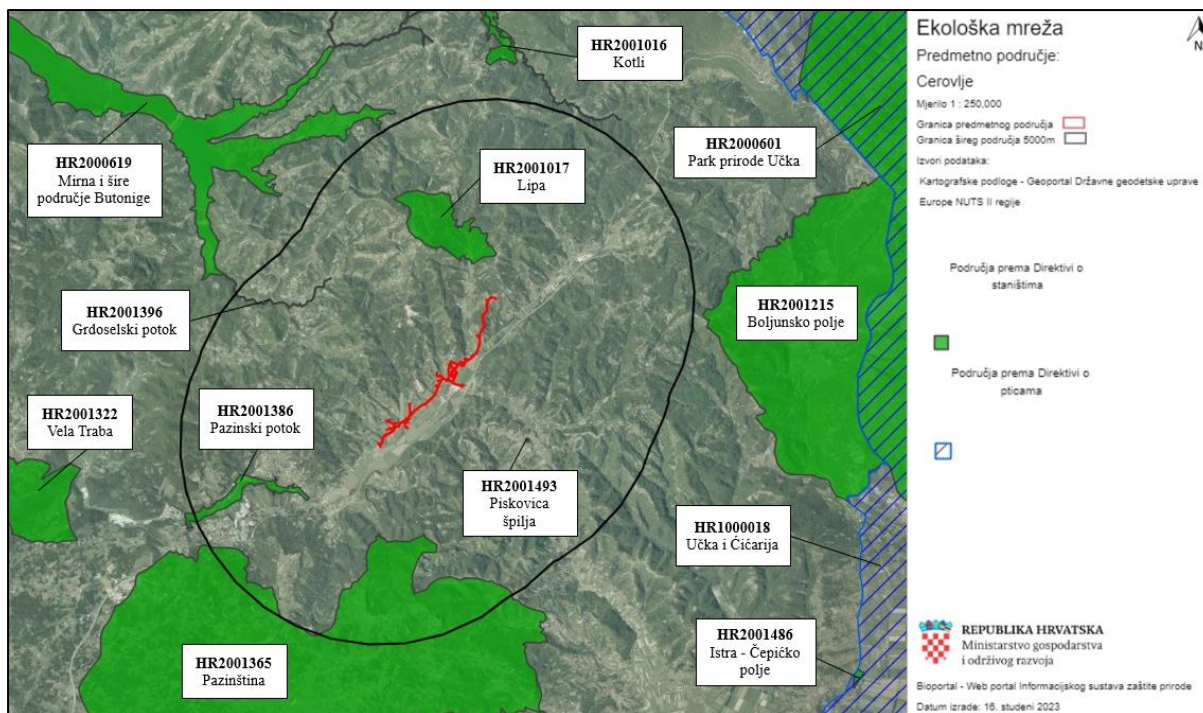 HR2001016
Kotli
HR2000619
Mirna i šire
područje Butonige
HR2001017
Lipa
HR2000601
Park prirode Učka
HR2001396
Grdoselski potok
HR2001215
Boljunsko polje
HR2001322
Vela Traba
HR2001386
Pazinski potok
HR2001493
Piskovica
špilja
HR1000018
Učka i Ćićarija
HR2001365
Pazinština
HR2001486
Istra - Čepićko
polje
Ekološka mreža
N
Predmetno područje:
Cerovlje
Mjerilo 1 : 250,000
Granica predmetnog područja
Granica šireg područja 5000m
Izvori podataka:
Kartografske podloge - Geoportal Državne geodetske uprave
Europe NUTS II regije
Područja prema Direktivi o
staništima
Područja prema Direktivi o
pticama
REPUBLIKA HRVATSKA
Ministarstvo gospodarstva
i održivog razvoja
Bioportal - Web portal Informacijskog sustava zaštite prirode
Datum izrade: 16. studeni 2023